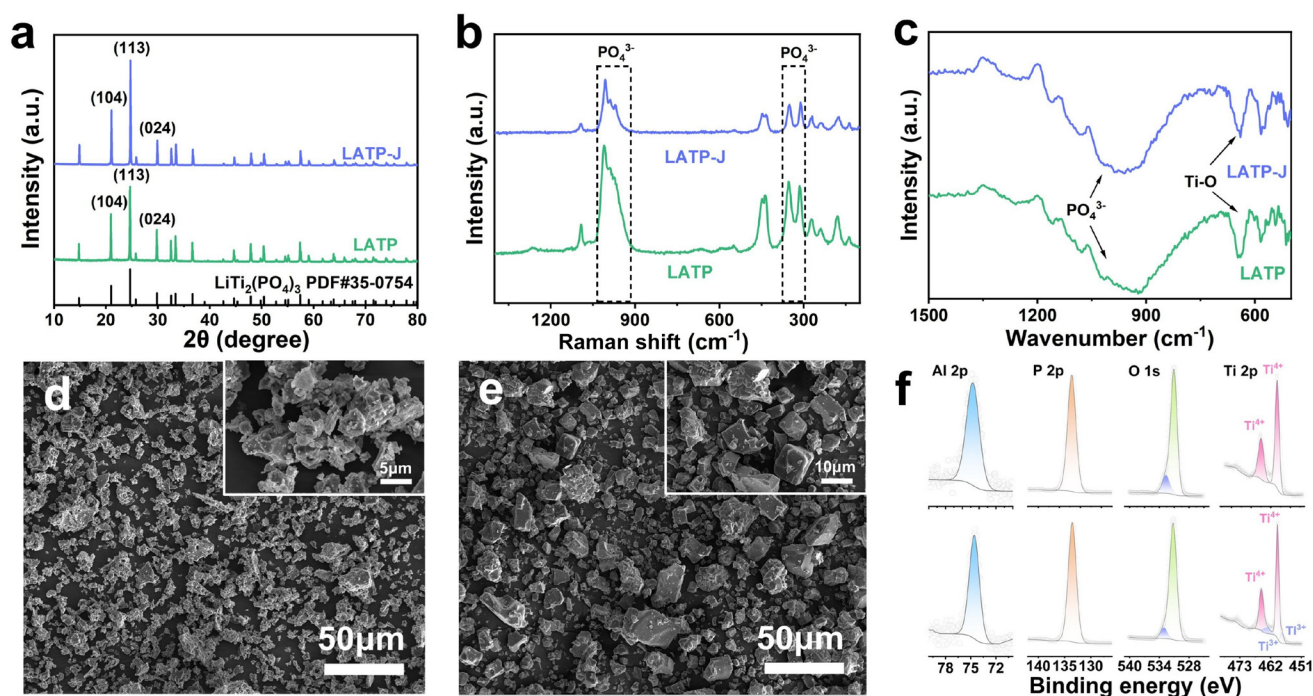 a
Intensity (a.u.)
(113)
(104)
(024)
LATP-J
(113)
(104)
(024)
LATP
LiTi₂(PO₄)₃ PDF#35-0754
10 20 30 40 50 60 70 80
2θ (degree)
b
Intensity (a.u.)
PO₄³⁻
PO₄³⁻
LATP-J
LATP
1200 900 600 300
Raman shift (cm⁻¹)
c
Intensity (a.u.)
LATP-J
Ti-O
PO₄³⁻
LATP
1500 1200 900 600
Wavenumber (cm⁻¹)
d
5μm
50μm
e
10μm
50μm
f
Al 2p P 2p O 1s Ti 2p
Ti⁴⁺
Ti⁴⁺
Ti⁴⁺
Ti⁴⁺
Ti³⁺
Ti³⁺
78 75 72 140 135 130 540 534 528 473 462 451
Binding energy (eV)